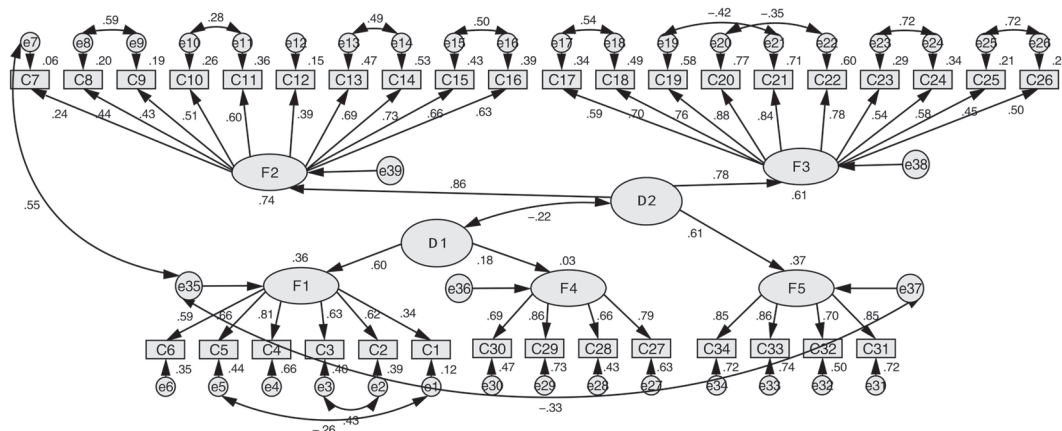 .59 .28 .49 .50 .54 −.42 −.35 .72 .72
e7 e8 e9 e10 e11 e12 e13 e14 e15 e16 e17 e18 e19 e20 e21 e22 e23 e24 e25 e26
.06 .20 .19 .26 .36 .15 .47 .53 .43 .39 .34 .49 .58 .77 .71 .60 .29 .34 .21 .2
C7 C8 C9 C10 C11 C12 C13 C14 C15 C16 C17 C18 C19 C20 C21 C22 C23 C24 C25 C26
.24 .44 .43 .51 .60 .39 .69 .73 .66 .63 .59 .70 .76 .88 .84 .78 .54 .58 .45 .50
F2 e39 F3 e38
.74 .86 .78 .61
D2
.55 −.22 .61
D1
.36 .60 .18 .03 .37
e35 F1 e36 F4 F5 e37
.59 .66 .81 .63 .62 .34 .69 .86 .66 .79 .85 .86 .70 .85
C6 C5 C4 C3 C2 C1 C30 C29 C28 C27 C34 C33 C32 C31
.35 .44 .66 .40 .39 .12 .47 .73 .43 .63 .72 .74 .50 .72
e6 e5 e4 e3 e2 e1 e30 e29 e28 e27 e34 e33 e32 e31
−.33
.43
−.26